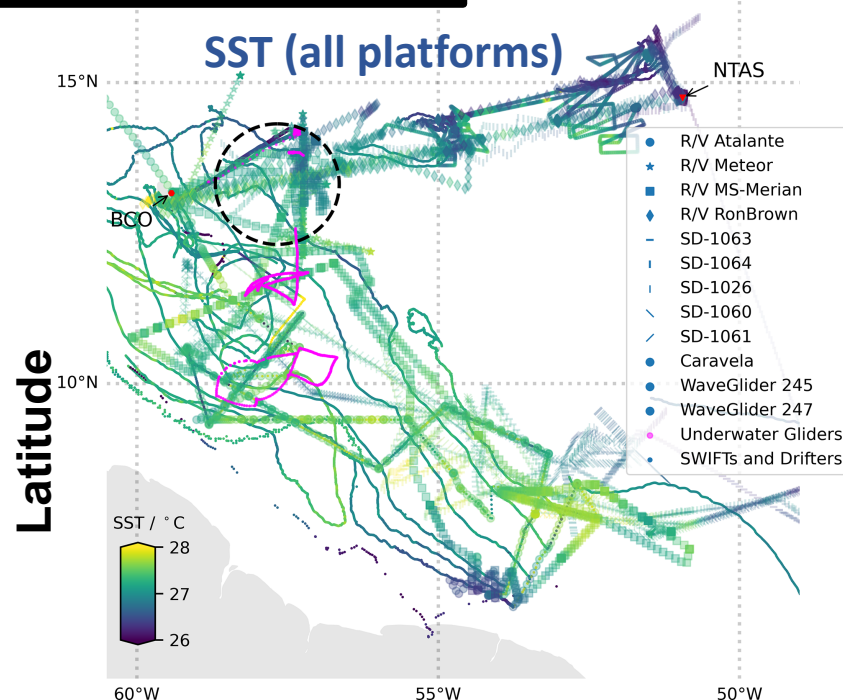 SST (all platforms)
15°N
NTAS
BCO
R/V Atalante
R/V Meteor
R/V MS-Merian
R/V RonBrown
SD-1063
SD-1064
SD-1026
SD-1060
SD-1061
Caravela
WaveGlider 245
WaveGlider 247
Underwater Gliders
SWIFTs and Drifters
10°N
Latitude
SST / °C
28
27
26
60°W
55°W
50°W